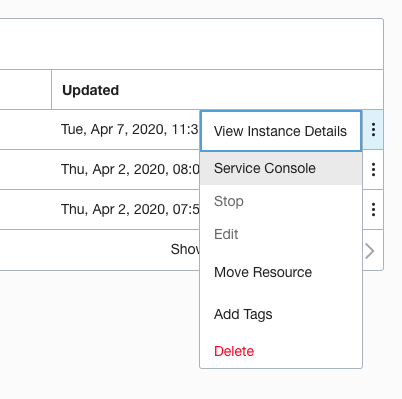 Updated
Tue, Apr 7, 2020, 11:3
View Instance Details
Thu, Apr 2, 2020, 08:0
Service Console
Thu, Apr 2, 2020, 07:5
Stop
Edit
Move Resource
Add Tags
Delete